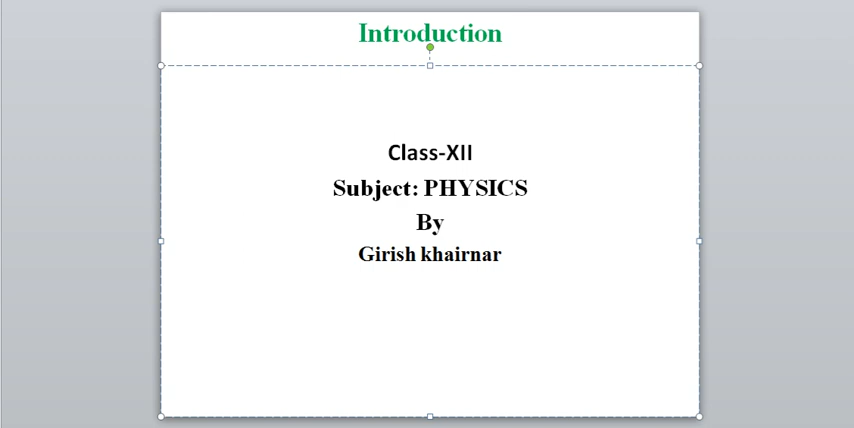 Introduction
Class-XII
Subject: PHYSICS
By
Girish khairnar